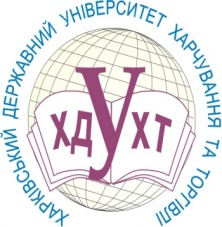 ХАРКІВСЬКИЙ ДЕРЖАВНИЙ УНІВЕРСИТЕТ ХАРЧУВАННЯ ТА ТОРГІВЛІ
ХДУХТ